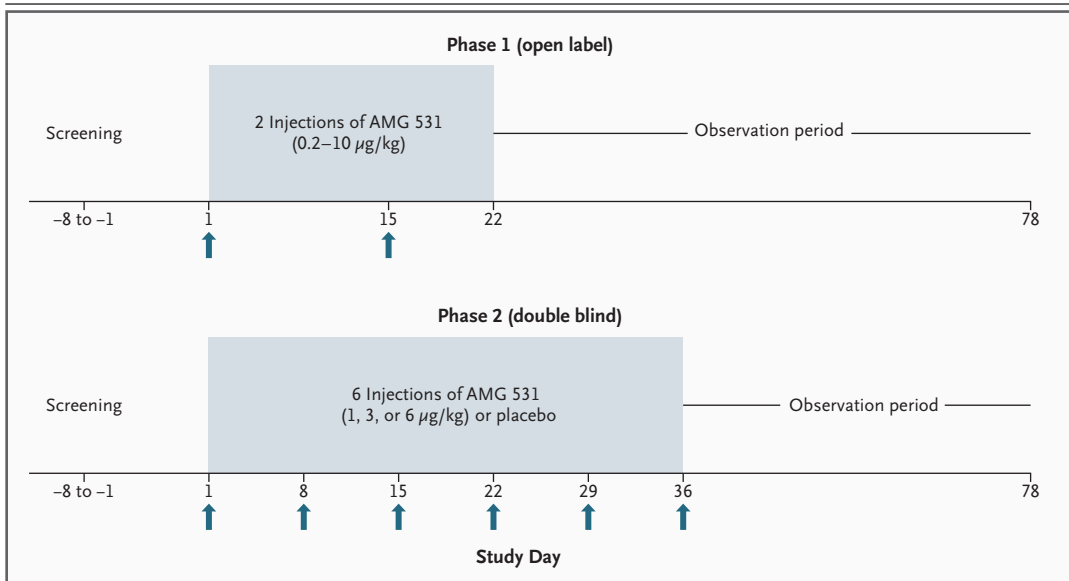 Phase 1 (open label)
Screening
2 Injections of AMG 531
(0.2–10 µg/kg)
Observation period
–8 to –1 1 15 22 78
Phase 2 (double blind)
Screening
6 Injections of AMG 531
(1, 3, or 6 µg/kg) or placebo
Observation period
–8 to –1 1 8 15 22 29 36 78
Study Day